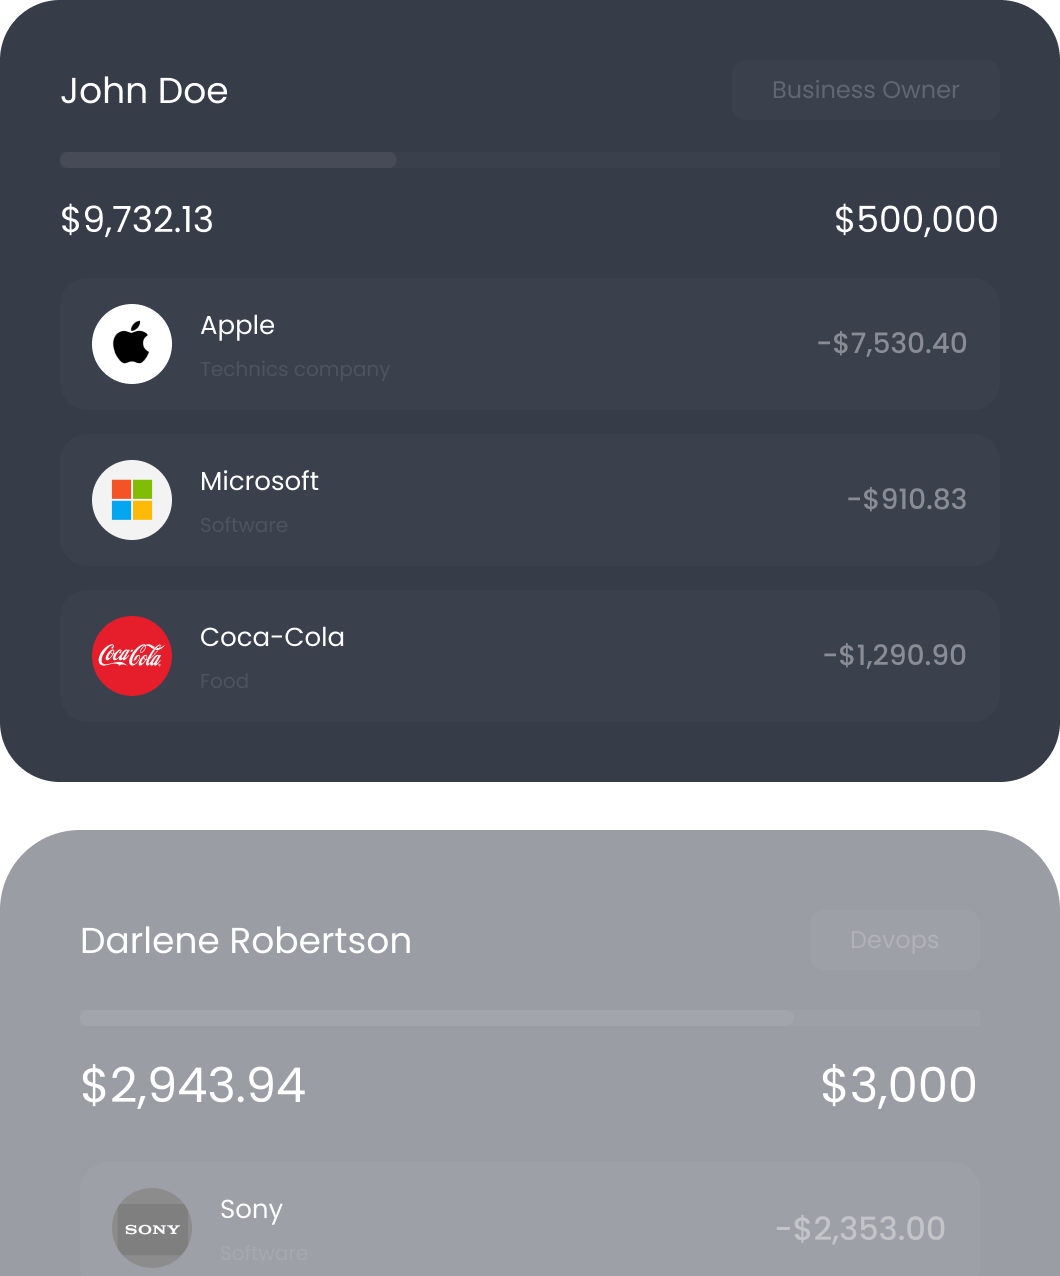 John Doe
Business Owner
$9,732.13
$500,000
Apple
Technics company
-$7,530.40
Microsoft
Software
-$910.83
Coca-Cola
Coca-Cola
Food
-$1,290.90
Darlene Robertson
Devops
$2,943.94
$3,000
SONY
Sony
Software
-$2,353.00